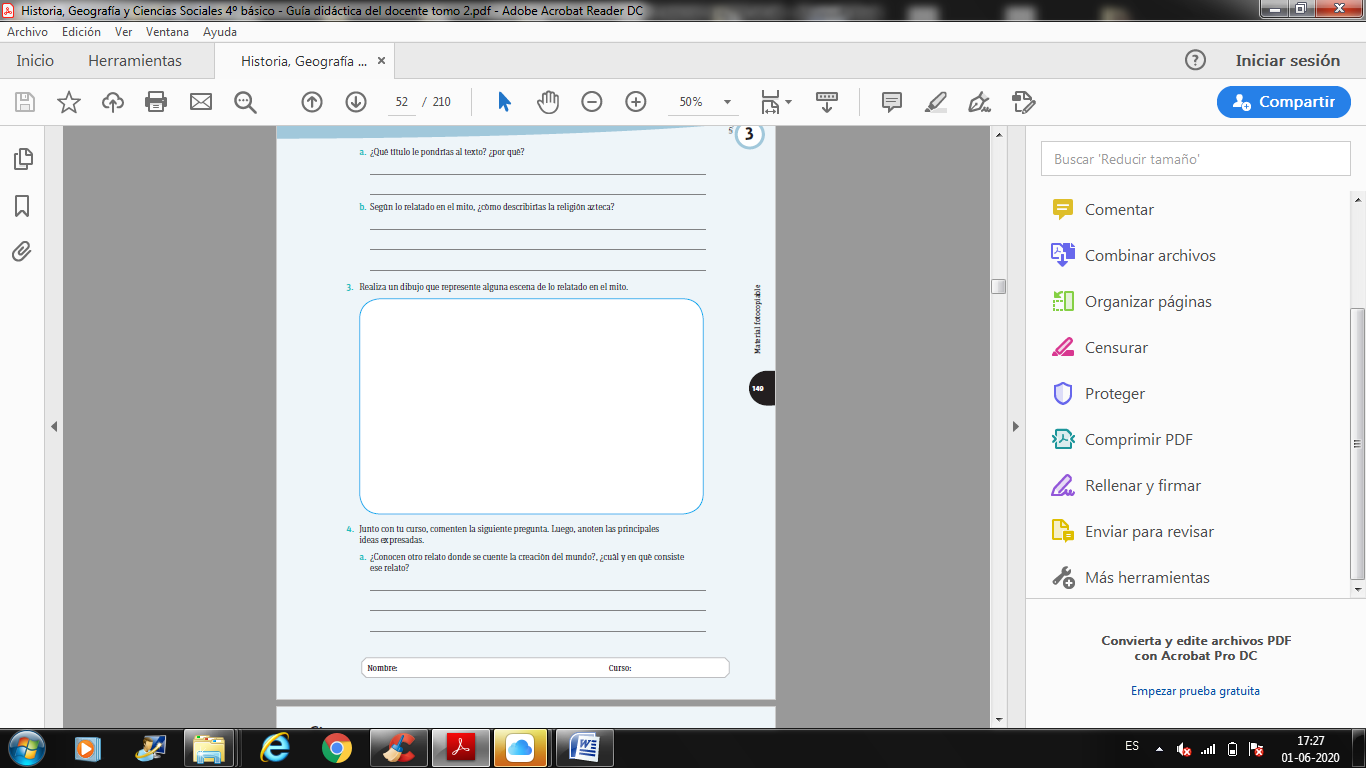 Historia, Geografía y Ciencias Sociales 4º básico - Guía didáctica del docente tomo 2.pdf - Adobe Acrobat Reader DC
Archivo Edición Ver Ventana Ayuda
Inicio Herramientas Historia, Geografía ... × ? Iniciar sesión
52 / 210 50% Compartir
3
a. ¿Qué título le pondrías al texto? ¿por qué?
b. Según lo relatado en el mito, ¿cómo describirías la religión azteca?
3. Realiza un dibujo que represente alguna escena de lo relatado en el mito.
Material fotocopiable
149
4. Junto con tu curso, comenten la siguiente pregunta. Luego, anoten las principales
ideas expresadas.
a. ¿Conocen otro relato donde se cuente la creación del mundo?, ¿cuál y en qué consiste
ese relato?
Nombre: Curso:
Buscar 'Reducir tamaño'
Comentar
Combinar archivos
Organizar páginas
Censurar
Proteger
Comprimir PDF
Rellenar y firmar
Enviar para revisar
Más herramientas
Convierta y edite archivos PDF
con Acrobat Pro DC
Empezar prueba gratuita
ES
17:27
01-06-2020